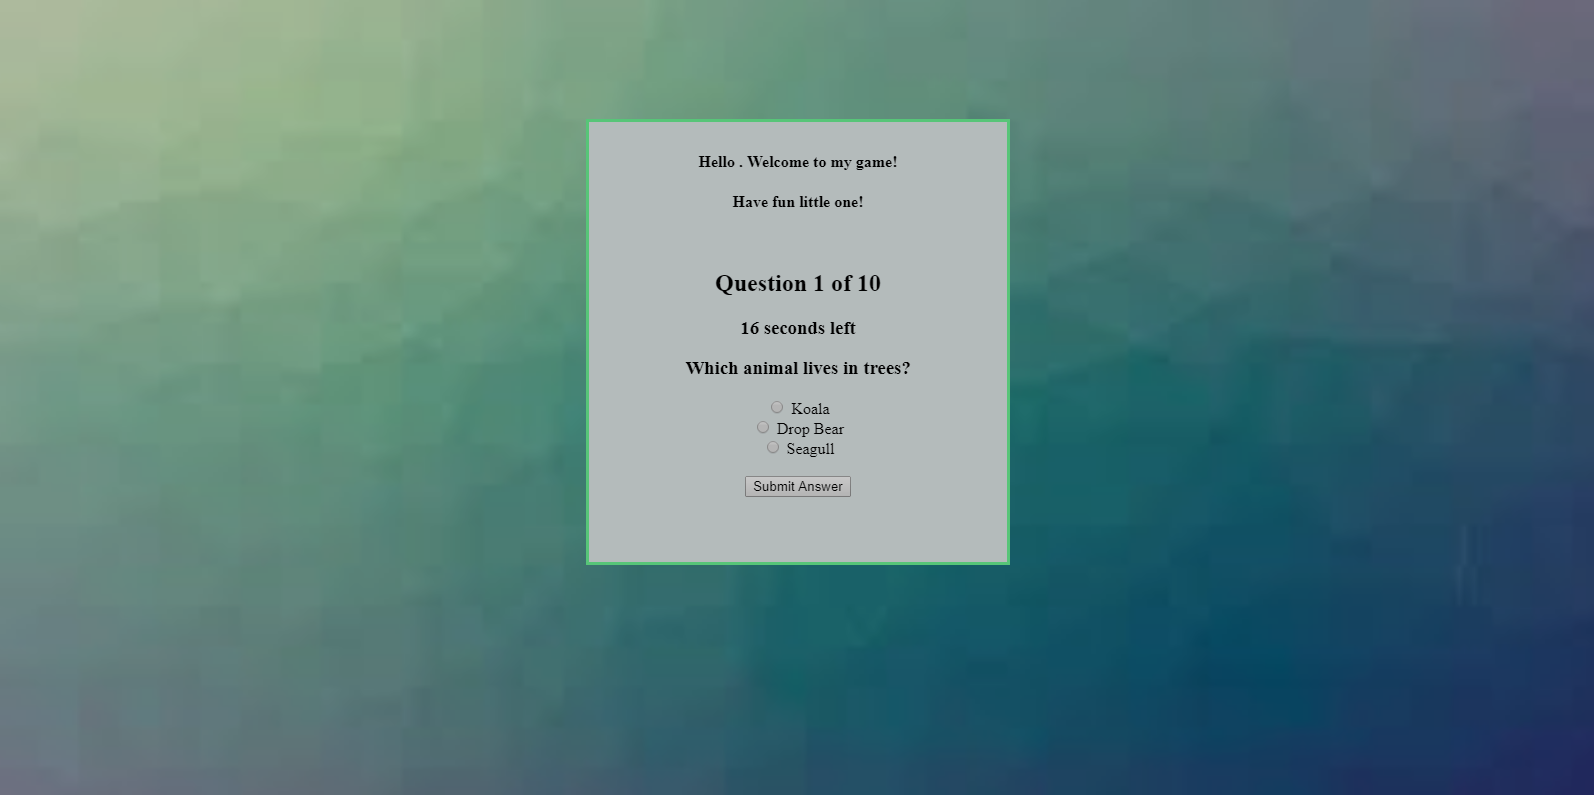 Hello . Welcome to my game!
Have fun little one!
Question 1 of 10
16 seconds left
Which animal lives in trees?
Koala
Drop Bear
Seagull
Submit Answer